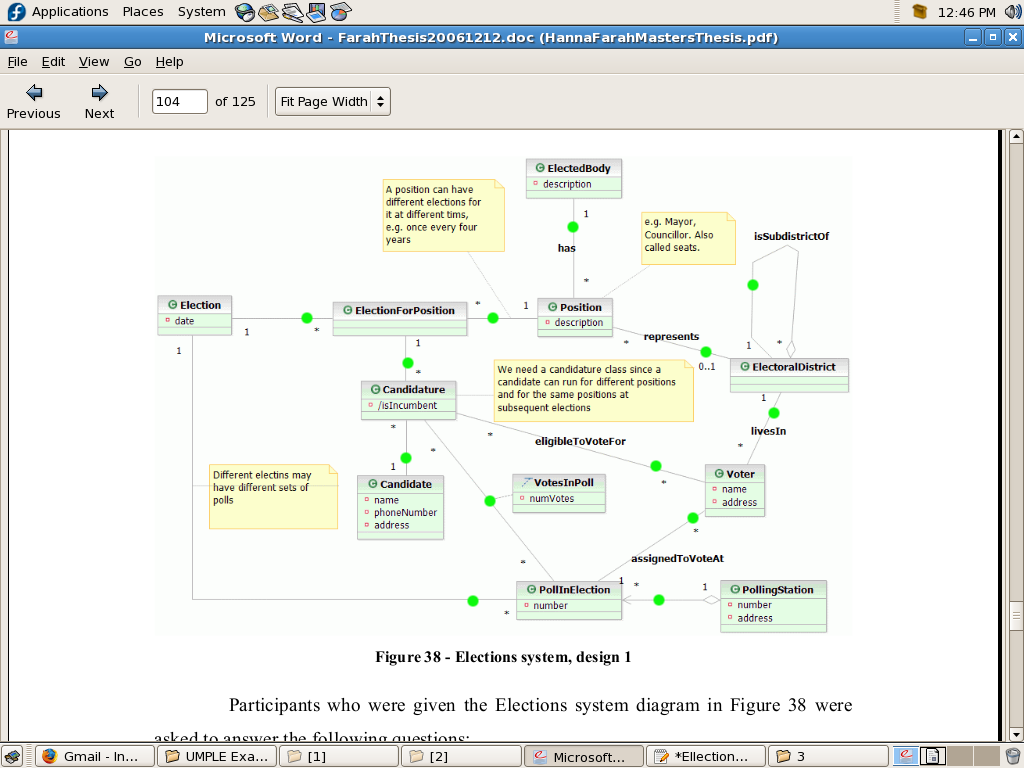 Applications Places System 12:46 PM
Microsoft Word - FarahThesis20061212.doc (HannaFarahMastersThesis.pdf)
File Edit View Go Help
Previous Next 104 of 125 Fit Page Width
ElectedBody
description
A position can have
different elections for
it at different tims,
e.g. once every four
years
1
has
*
e.g. Mayor,
Councillor. Also
called seats.
isSubdistrictOf
Election
date
1
*
ElectionForPosition
*
1
Position
description
*
represents
0..1
1
*
ElectoralDistrict
1
1
*
We need a candidature class since a
candidate can run for different positions
and for the same positions at
subsequent elections
Candidature
/isIncumbent
1
livesIn
*
*
eligibleToVoteFor
*
*
*
1
Different electins may
have different sets of
polls
Candidate
name
phoneNumber
address
VotesInPoll
numVotes
Voter
name
address
*
assignedToVoteAt
*
1
*
1
PollInElection
number
*
PollingStation
number
address
Figure 38 - Elections system, design 1
Participants who were given the Elections system diagram in Figure 38 were
asked to answer the following questions:
Gmail - In... UMPLE Exa... [1] [2] Microsoft... *Ellection... 3